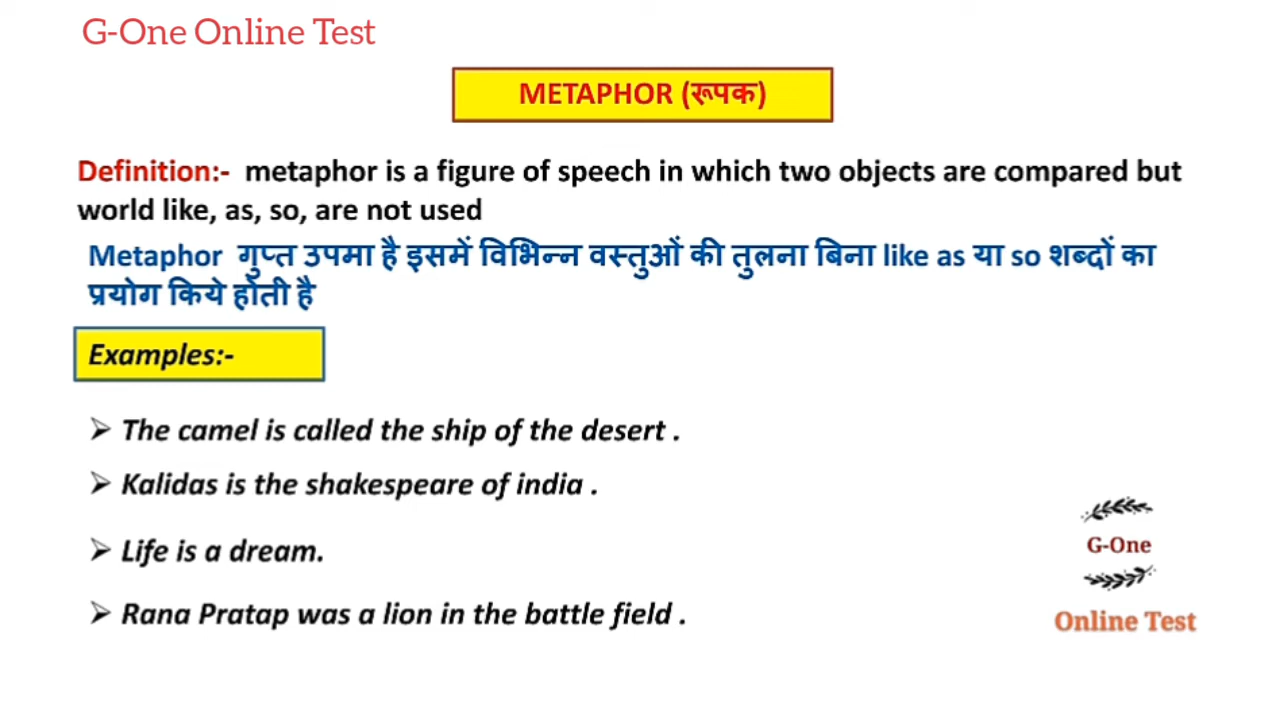 G-One Online Test
METAPHOR (रूपक)
Definition:- metaphor is a figure of speech in which two objects are compared but
world like, as, so, are not used
Metaphor गुप्त उपमा है इसमें विभिन्न वस्तुओं की तुलना बिना like as या so शब्दों का
प्रयोग किये होती है
Examples:-
➢ The camel is called the ship of the desert .
➢ Kalidas is the shakespeare of india .
➢ Life is a dream.
➢ Rana Pratap was a lion in the battle field .
G-One
Online Test